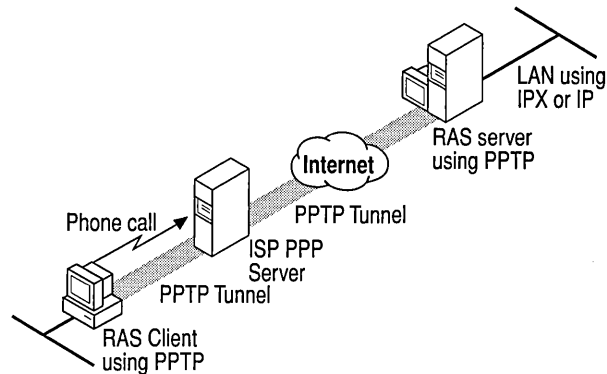 LAN using
IPX or IP
RAS server
using PPTP
Internet
PPTP Tunnel
Phone call
ISP PPP
Server
PPTP Tunnel
RAS Client
using PPTP